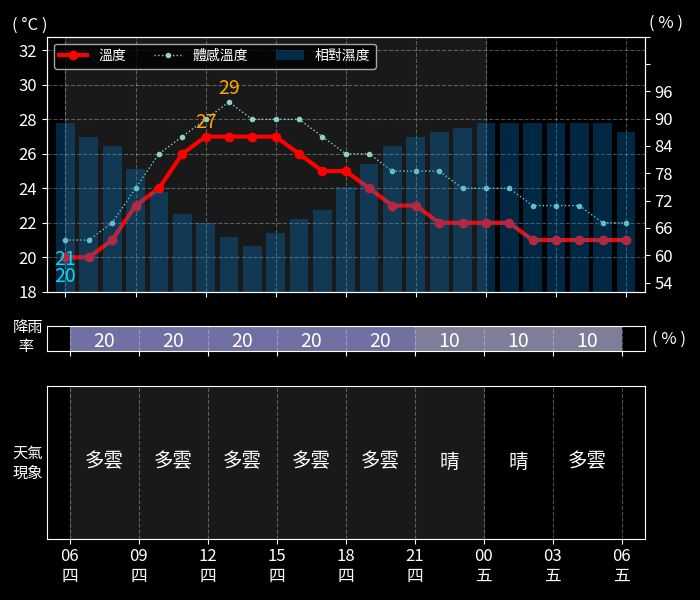 ( °C )
( % )
溫度 體感溫度 相對濕度
32
30
28
26
24
22
20
18
96
90
84
78
72
66
60
54
29
27
21
20
降雨
率
20 20 20 20 20 10 10 10
( % )
天氣
現象
多雲 多雲 多雲 多雲 多雲 晴 晴 多雲
06 09 12 15 18 21 00 03 06
四 四 四 四 四 四 五 五 五